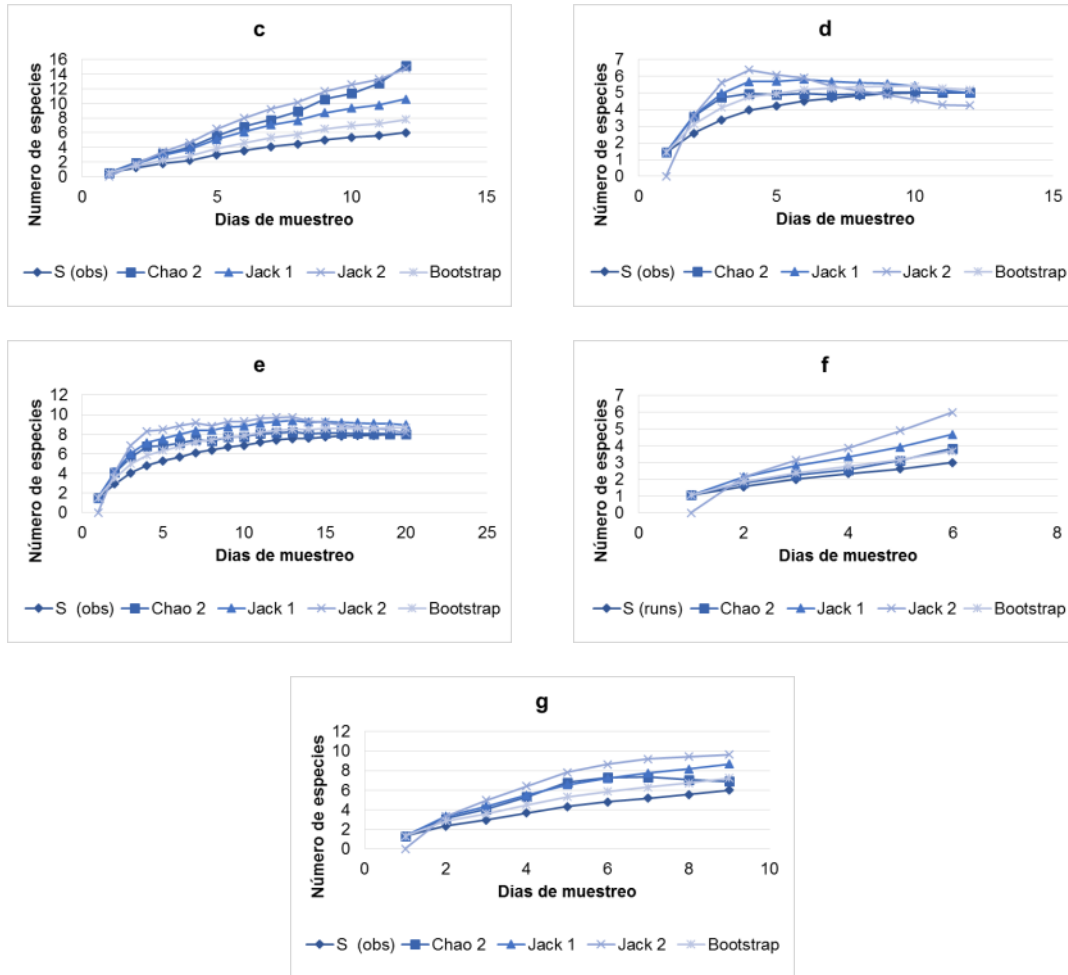 c
Numero de especies
16
14
12
10
8
6
4
2
0
0 5 10 15
Dias de muestreo
S (obs) Chao 2 Jack 1 Jack 2 Bootstrap
d
Número de especies
7
6
5
4
3
2
1
0
0 5 10 15
Dias de muestreo
S (obs) Chao 2 Jack 1 Jack 2 Bootstrap
e
Número de especies
12
10
8
6
4
2
0
0 5 10 15 20 25
Dias de muestreo
S (obs) Chao 2 Jack 1 Jack 2 Bootstrap
f
Número de especies
7
6
5
4
3
2
1
0
0 2 4 6 8
Dias de muestreo
S (runs) Chao 2 Jack 1 Jack 2 Bootstrap
g
Número de especies
12
10
8
6
4
2
0
0 2 4 6 8 10
Dias de muestreo
S (obs) Chao 2 Jack 1 Jack 2 Bootstrap